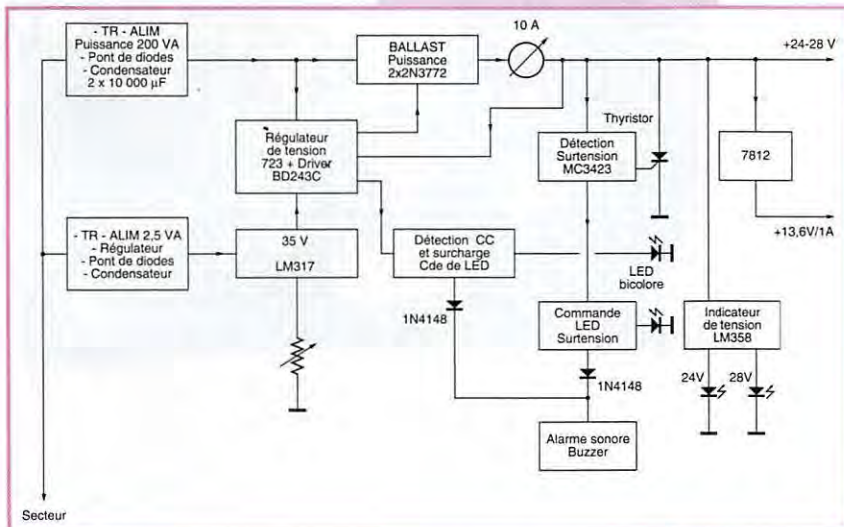 - TR - ALIM
Puissance 200 VA
- Pont de diodes
- Condensateur
2 x 10 000 µF
BALLAST
Puissance
2x2N3772
10 A
+24-28 V
Régulateur
de tension
723 + Driver
BD243C
Détection
Surtension
MC3423
Thyristor
7812
+13,6V/1A
- TR - ALIM 2,5 VA
- Régulateur
- Pont de diodes
- Condensateur
35 V
LM317
Détection CC
et surcharge
Cde de LED
LED
bicolore
1N4148
Commande
LED
Surtension
Indicateur
de tension
LM358
1N4148
24V
28V
Alarme sonore
Buzzer
Secteur